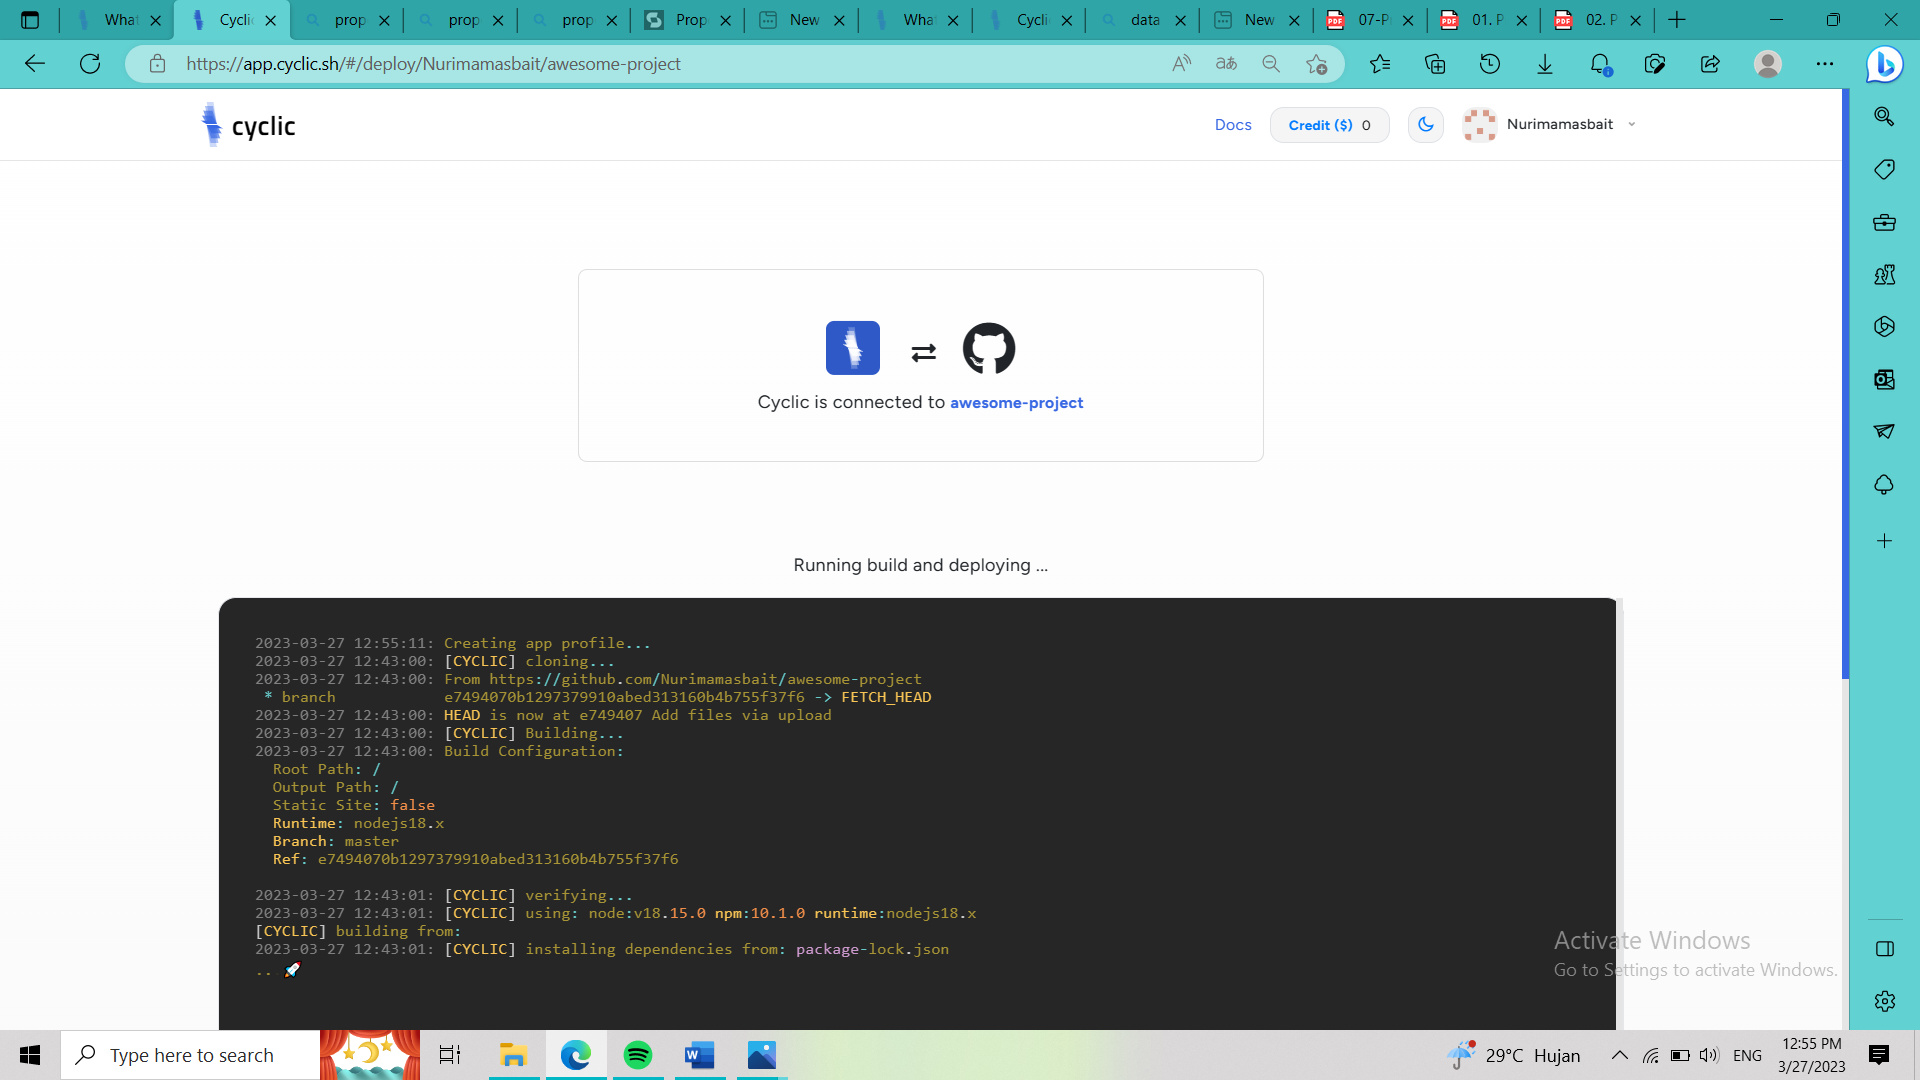 What
Cyclic
prop
prop
prop
Prop
New
What
Cycli
data
New
07-P
01. P
02. P
https://app.cyclic.sh/#/deploy/Nurimamasbait/awesome-project
cyclic
Docs
Credit ($) 0
Nurimamasbait
Cyclic is connected to awesome-project
Running build and deploying ...
2023-03-27 12:55:11: Creating app profile...
2023-03-27 12:43:00: [CYCLIC] cloning...
2023-03-27 12:43:00: From https://github.com/Nurimamasbait/awesome-project
* branch e7494070b1297379910abed313160b4b755f37f6 -> FETCH_HEAD
2023-03-27 12:43:00: HEAD is now at e749407 Add files via upload
2023-03-27 12:43:00: [CYCLIC] Building...
2023-03-27 12:43:00: Build Configuration:
Root Path: /
Output Path: /
Static Site: false
Runtime: nodejs18.x
Branch: master
Ref: e7494070b1297379910abed313160b4b755f37f6
2023-03-27 12:43:01: [CYCLIC] verifying...
2023-03-27 12:43:01: [CYCLIC] using: node:v18.15.0 npm:10.1.0 runtime:nodejs18.x
[CYCLIC] building from:
2023-03-27 12:43:01: [CYCLIC] installing dependencies from: package-lock.json
..
Activate Windows
Go to Settings to activate Windows.
Type here to search
29°C Hujan
ENG
12:55 PM
3/27/2023